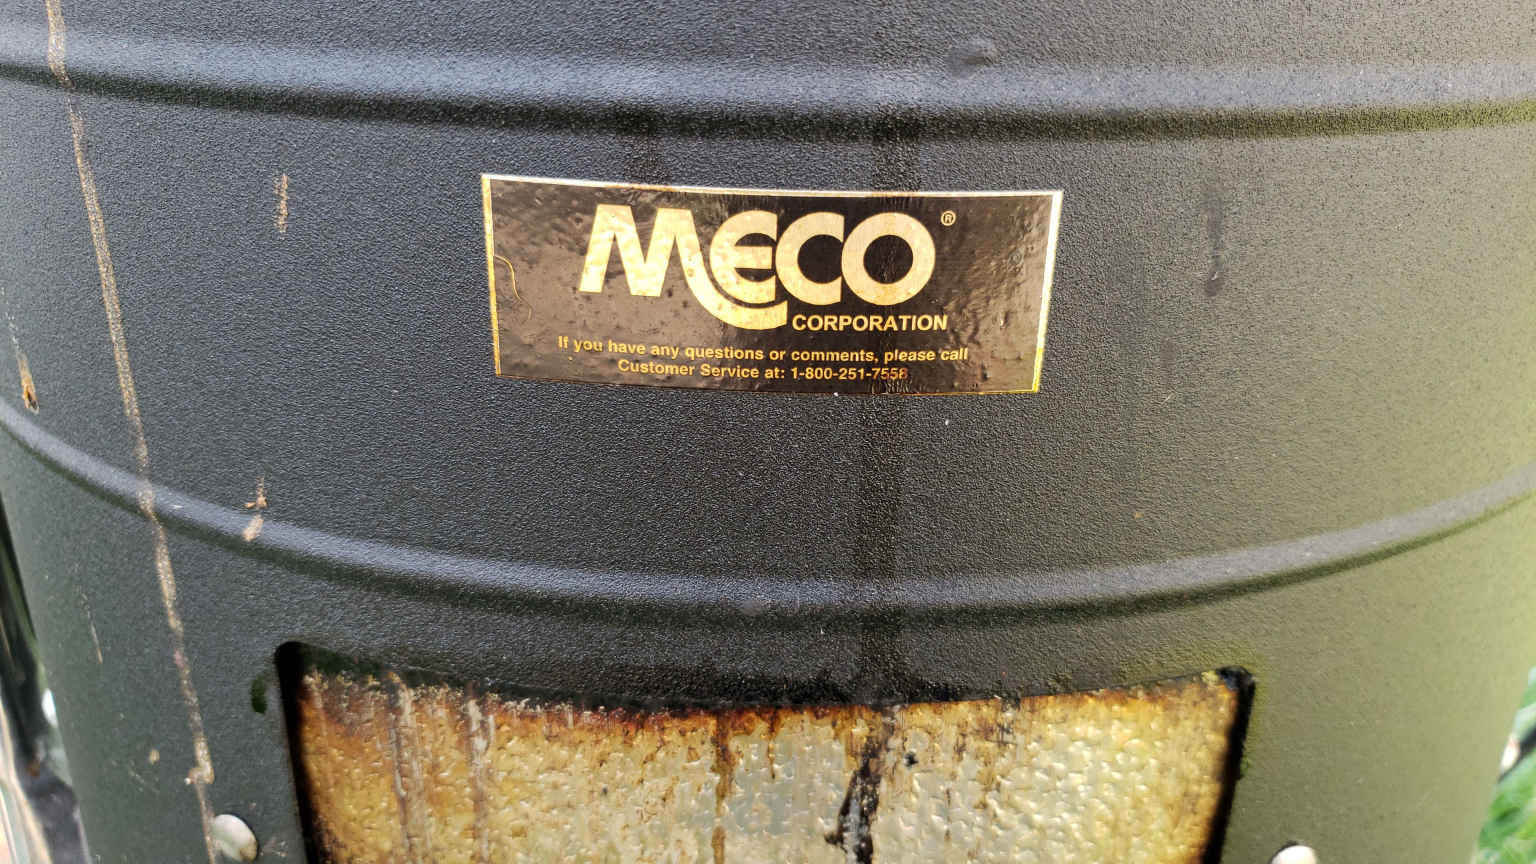 MECO®
CORPORATION
If you have any questions or comments, please call
Customer Service at: 1-800-251-7558